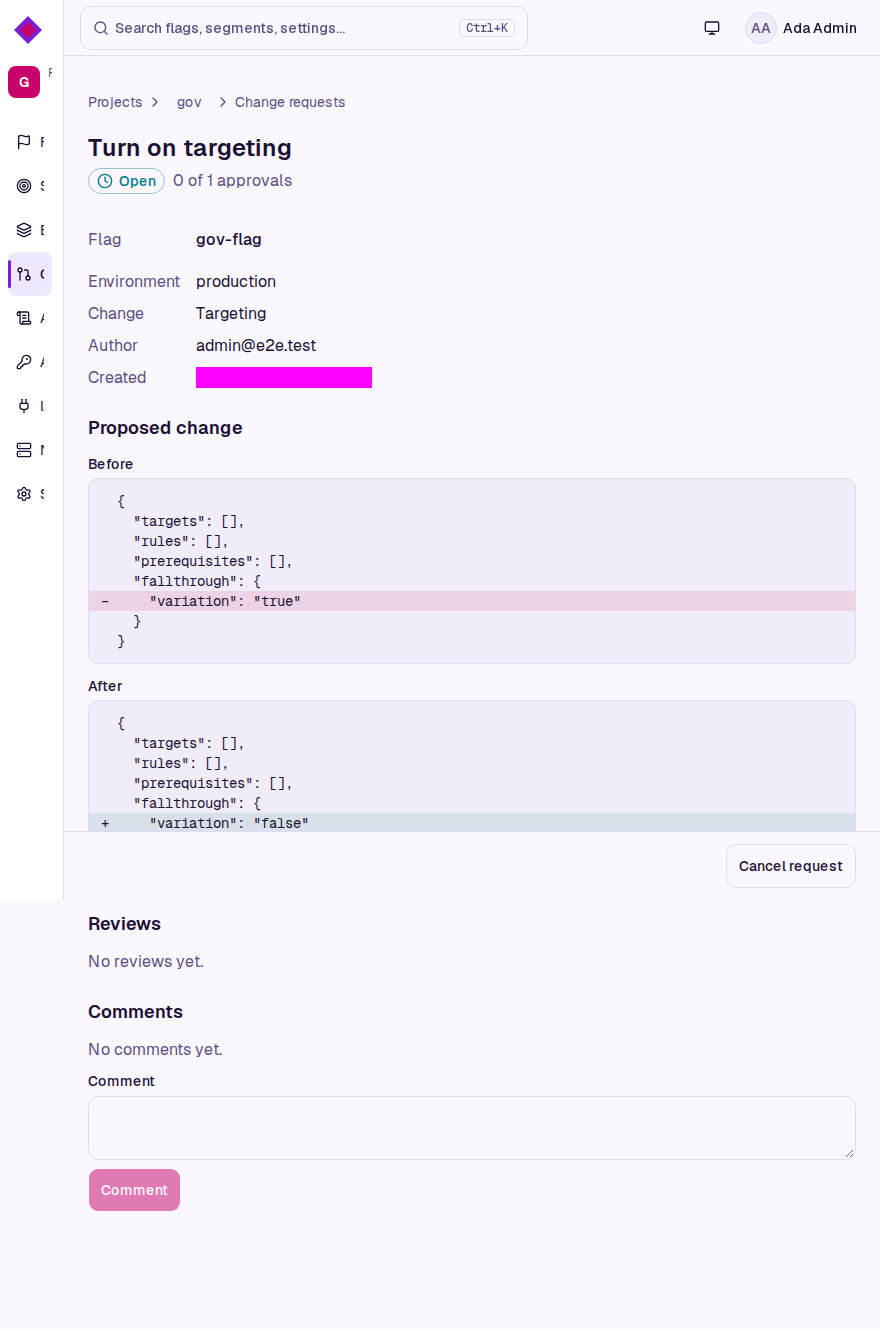 Search flags, segments, settings... Ctrl+K
AA Ada Admin
G
Projects > gov > Change requests
Turn on targeting
Open 0 of 1 approvals
Flag gov-flag
Environment production
Change Targeting
Author admin@e2e.test
Created
Proposed change
Before
{
"targets": [],
"rules": [],
"prerequisites": [],
"fallthrough": {
− "variation": "true"
}
}
After
{
"targets": [],
"rules": [],
"prerequisites": [],
"fallthrough": {
+ "variation": "false"
Cancel request
Reviews
No reviews yet.
Comments
No comments yet.
Comment
Comment